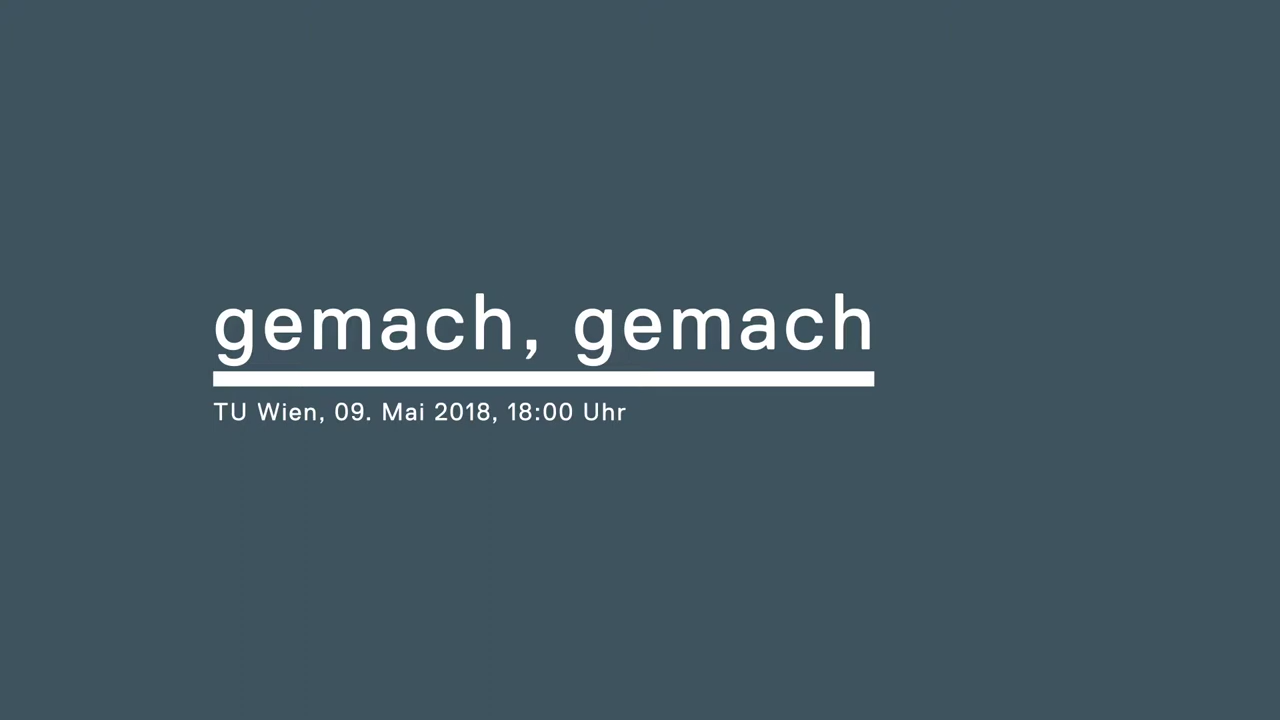 gemach, gemach
TU Wien, 09. Mai 2018, 18:00 Uhr